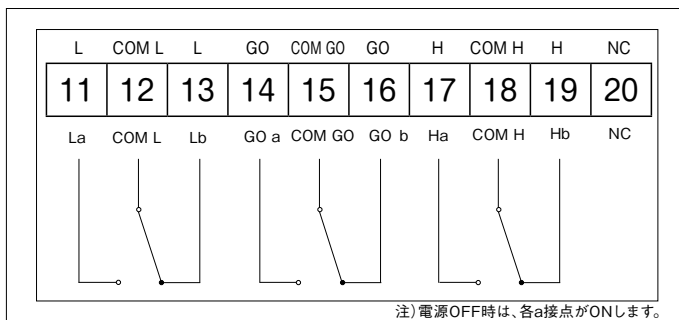 L COM L L GO COM GO GO H COM H H NC
11 12 13 14 15 16 17 18 19 20
La COM L Lb GO a COM GO GO b Ha COM H Hb NC
注）電源OFF時は、各a接点がONします。